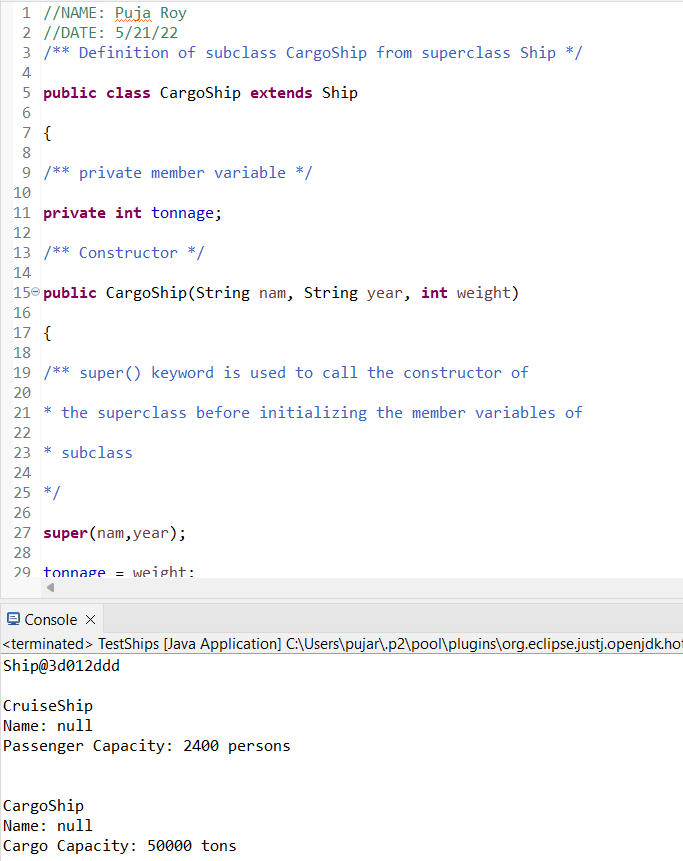 1 //NAME: Puja Roy
2 //DATE: 5/21/22
3 /** Definition of subclass CargoShip from superclass Ship */
4
5 public class CargoShip extends Ship
6
7 {
8
9 /** private member variable */
10
11 private int tonnage;
12
13 /** Constructor */
14
15 public CargoShip(String nam, String year, int weight)
16
17 {
18
19 /** super() keyword is used to call the constructor of
20
21 * the superclass before initializing the member variables of
22
23 * subclass
24
25 */
26
27 super(nam,year);
28
29 tonnage = weight;
Console
<terminated> TestShips [Java Application] C:\Users\pujar\.p2\pool\plugins\org.eclipse.justj.openjdk.hot
Ship@3d012ddd
CruiseShip
Name: null
Passenger Capacity: 2400 persons
CargoShip
Name: null
Cargo Capacity: 50000 tons